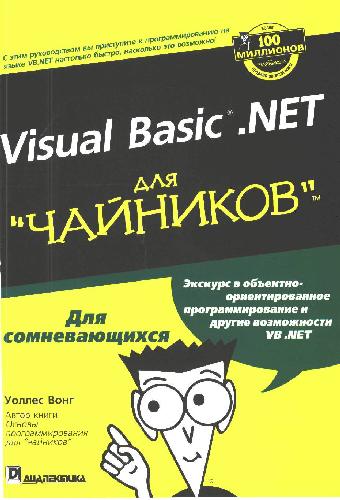 С этим руководством вы приступите к программированию на
языке VB.NET настолько быстро, насколько это возможно!
100
МИЛЛИОНОВ
Visual Basic® .NET
ДЛЯ
"ЧАЙНИКОВ"™
Экскурс в объектно-
ориентированное
программирование и
другие возможности
VB .NET
Для
сомневающихся
Уоллес Вонг
Автор книги
Основы
программирования
для "чайников"
ДИАЛЕКТИКА